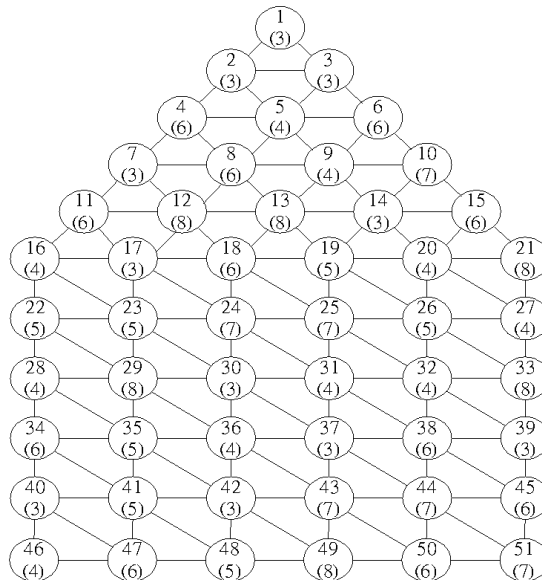 1
(3)
2 3
(3) (3)
4 5 6
(6) (4) (6)
7 8 9 10
(3) (6) (4) (7)
11 12 13 14 15
(6) (8) (8) (3) (6)
16 17 18 19 20 21
(4) (3) (6) (5) (4) (8)
22 23 24 25 26 27
(5) (5) (7) (7) (5) (4)
28 29 30 31 32 33
(4) (8) (3) (4) (4) (8)
34 35 36 37 38 39
(6) (5) (4) (3) (6) (3)
40 41 42 43 44 45
(3) (5) (3) (7) (7) (6)
46 47 48 49 50 51
(4) (6) (5) (8) (6) (7)